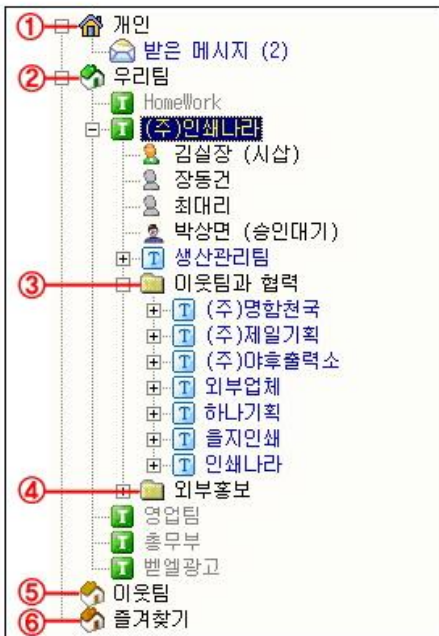 ① 개인
받은 메시지 (2)
② 우리팀
HomeWork
(주)인쇄나라
김실장 (시삽)
장동건
최대리
박상면 (승인대기)
생산관리팀
③ 이웃팀과 협력
(주)명함천국
(주)제일기획
(주)야후출력소
외부업체
하나기획
을지인쇄
인쇄나라
④ 외부홍보
영업팀
총무부
벧엘광고
⑤ 이웃팀
⑥ 즐겨찾기